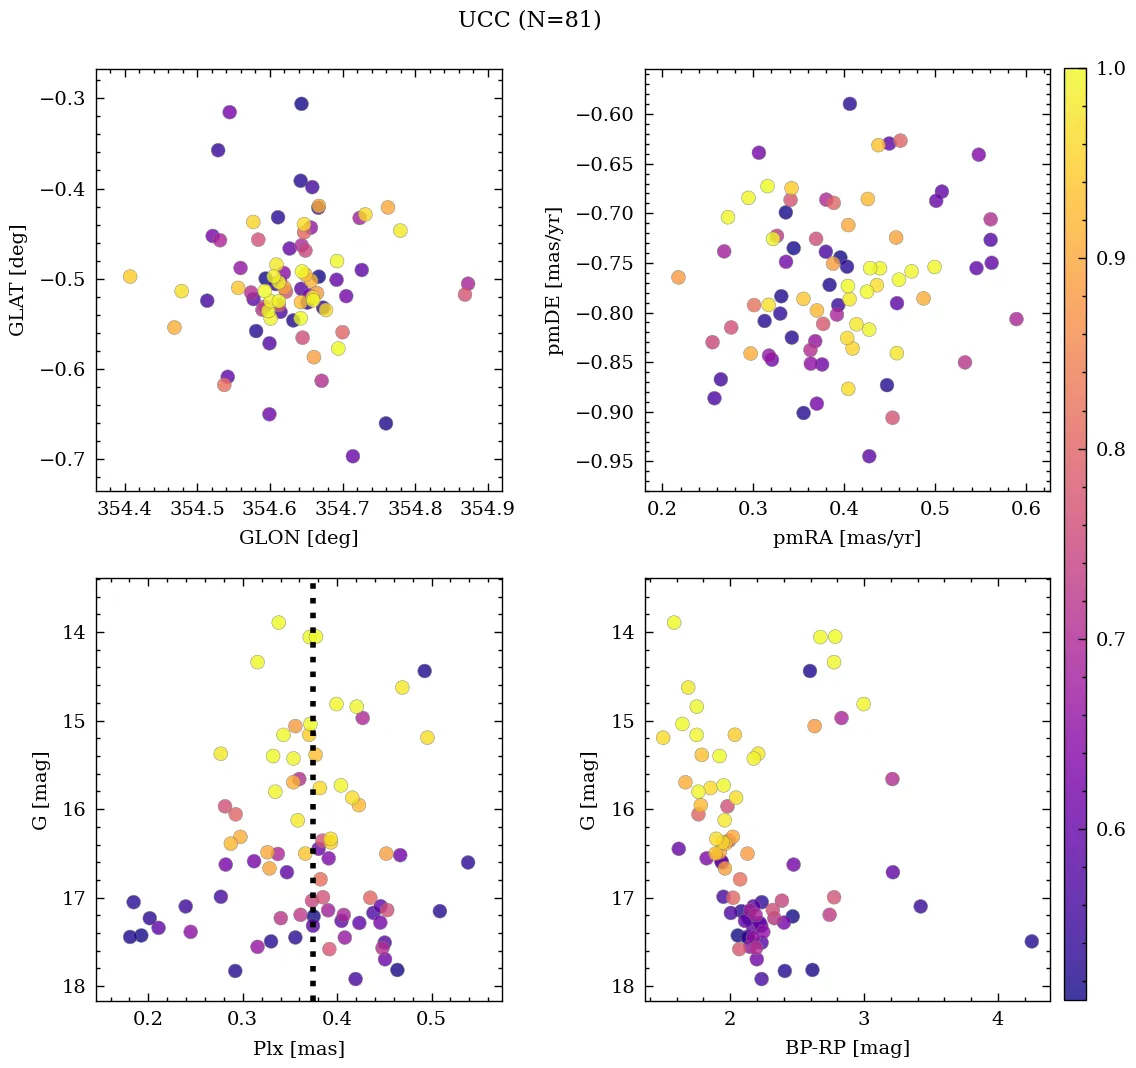 UCC (N=81)
−0.3
−0.4
−0.5
−0.6
−0.7
GLAT [deg]
354.4 354.5 354.6 354.7 354.8 354.9
GLON [deg]
−0.60
−0.65
−0.70
−0.75
−0.80
−0.85
−0.90
−0.95
pmDE [mas/yr]
0.2 0.3 0.4 0.5 0.6
pmRA [mas/yr]
14
15
16
17
18
G [mag]
0.2 0.3 0.4 0.5
Plx [mas]
14
15
16
17
18
G [mag]
2 3 4
BP-RP [mag]
1.0
0.9
0.8
0.7
0.6